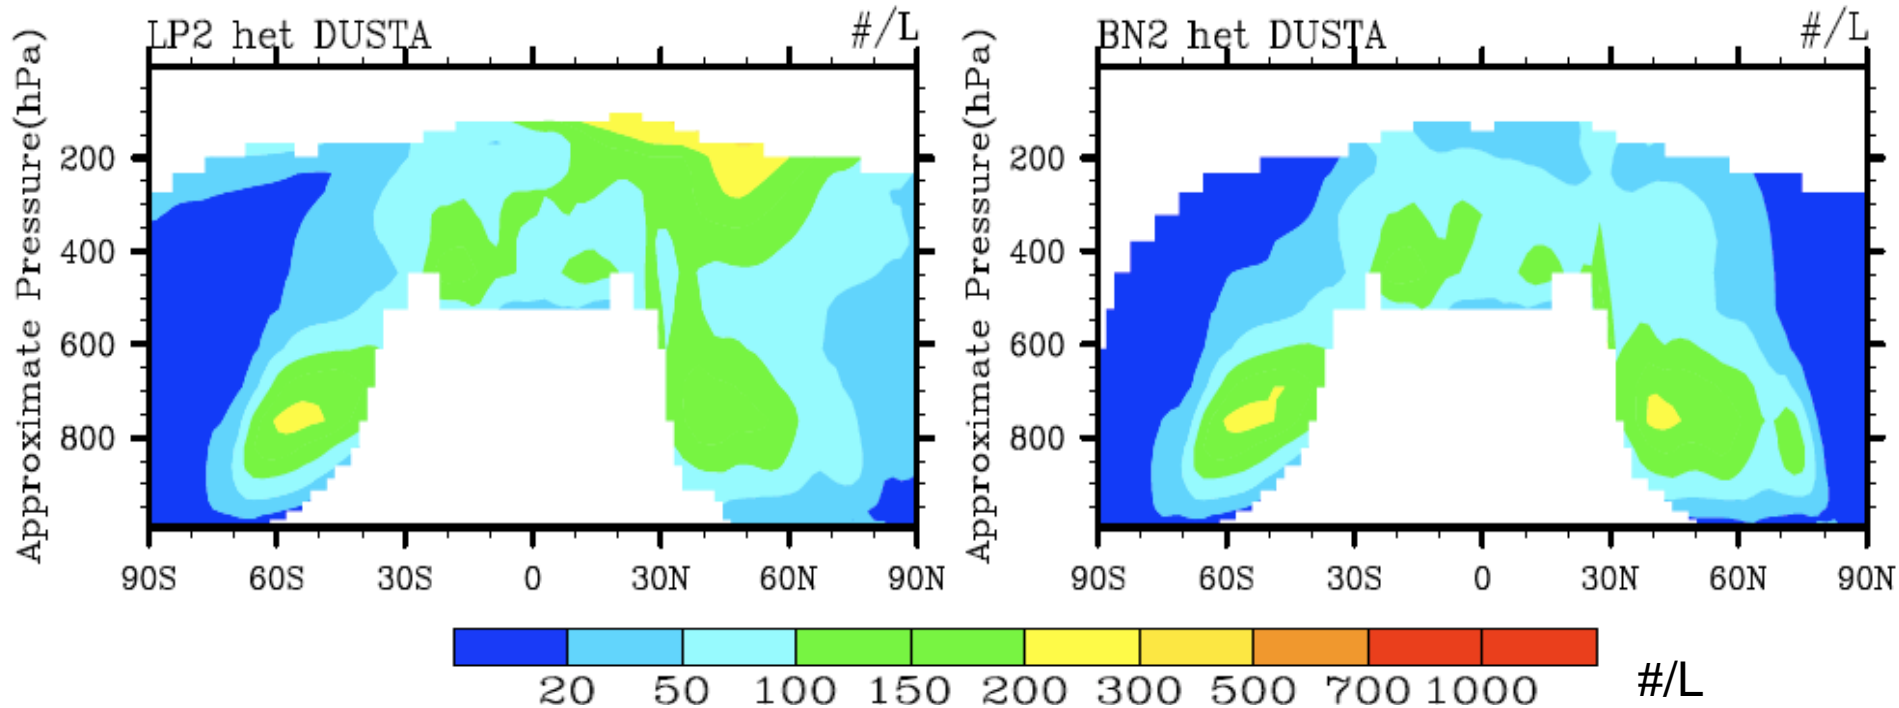 LP2 het DUSTA #/L
Approximate Pressure(hPa)
200
400
600
800
90S 60S 30S 0 30N 60N 90N
BN2 het DUSTA #/L
Approximate Pressure(hPa)
200
400
600
800
90S 60S 30S 0 30N 60N 90N
20 50 100 150 200 300 500 700 1000 #/L